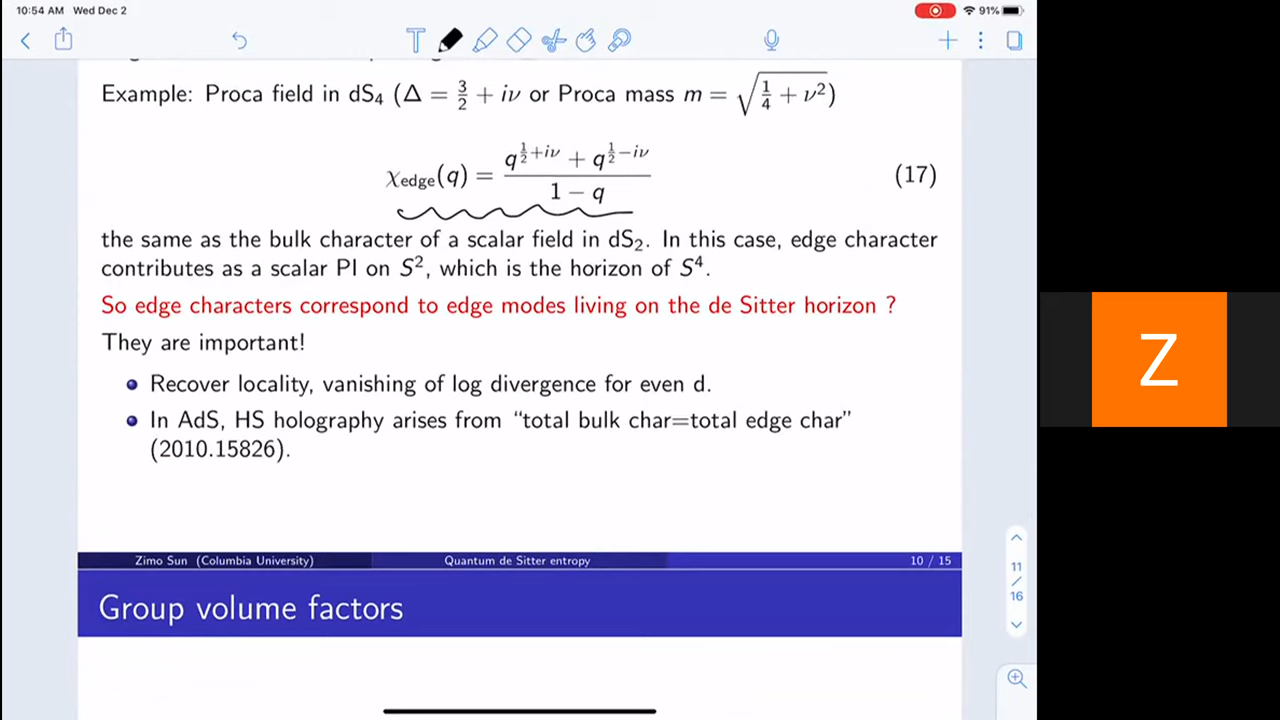 10:54 AM Wed Dec 2
91%
Example: Proca field in dS₄ (Δ = 3/2 + iν or Proca mass m = √(1/4 + ν²))
χ_edge(q) = (q^(1/2+iν) + q^(1/2−iν)) / (1 − q) (17)
the same as the bulk character of a scalar field in dS₂. In this case, edge character
contributes as a scalar PI on S², which is the horizon of S⁴.
So edge characters correspond to edge modes living on the de Sitter horizon ?
They are important!
Recover locality, vanishing of log divergence for even d.
In AdS, HS holography arises from “total bulk char=total edge char”
(2010.15826).
Zimo Sun (Columbia University) Quantum de Sitter entropy 10 / 15
Group volume factors
11 / 16
Z